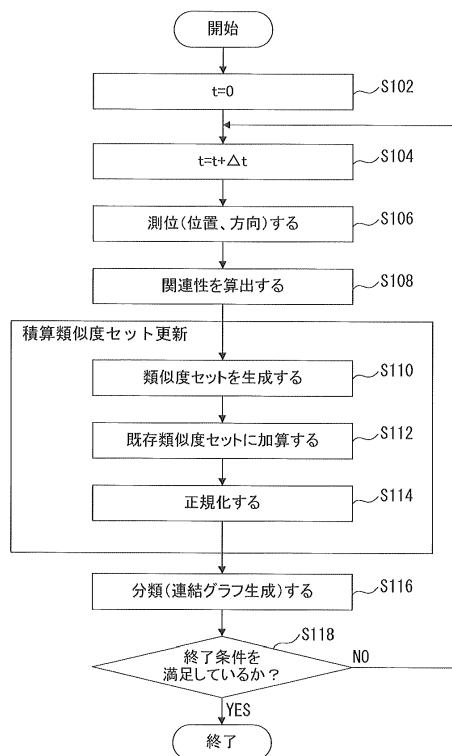 開始
t=0
S102
t=t+Δt
S104
測位(位置、方向)する
S106
関連性を算出する
S108
積算類似度セット更新
類似度セットを生成する
S110
既存類似度セットに加算する
S112
正規化する
S114
分類(連結グラフ生成)する
S116
S118
終了条件を
満足しているか？
NO
YES
終了